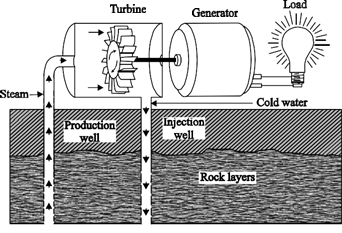 Turbine
Generator
Load
Steam
Cold water
Production
well
Injection
well
Rock layers